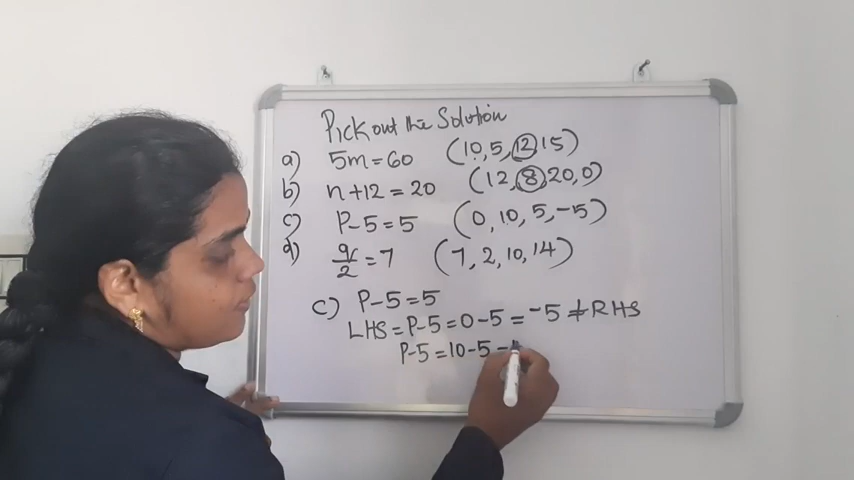 Pick out the Solution
a) 5m = 60 (10, 5, 12, 15)
b) n + 12 = 20 (12, 8, 20, 0)
c) P - 5 = 5 (0, 10, 5, -5)
d) q/2 = 7 (7, 2, 10, 14)
c) P - 5 = 5
LHS = P - 5 = 0 - 5 = -5 ≠ RHS
P - 5 = 10 - 5 =